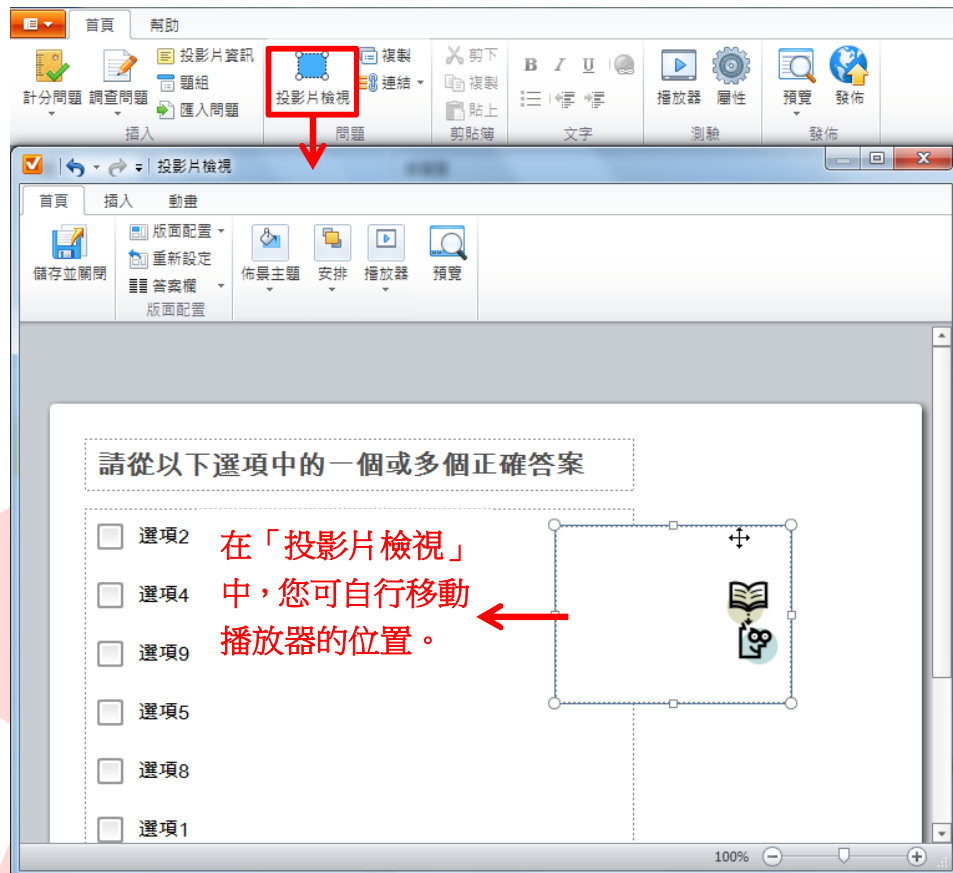 首頁 幫助
投影片資訊 複製 剪下
題組 連結 複製 B I U
計分問題 調查問題 匯入問題 投影片檢視 貼上 播放器 屬性 預覽 發佈
插入 問題 剪貼簿 文字 測驗 發佈
投影片檢視
首頁 插入 動畫
版面配置
重新設定
儲存並關閉 答案欄 佈景主題 安排 播放器 預覽
版面配置
請從以下選項中的一個或多個正確答案
選項2
選項4
選項9
選項5
選項8
選項1
在「投影片檢視」
中，您可自行移動
播放器的位置。
100%